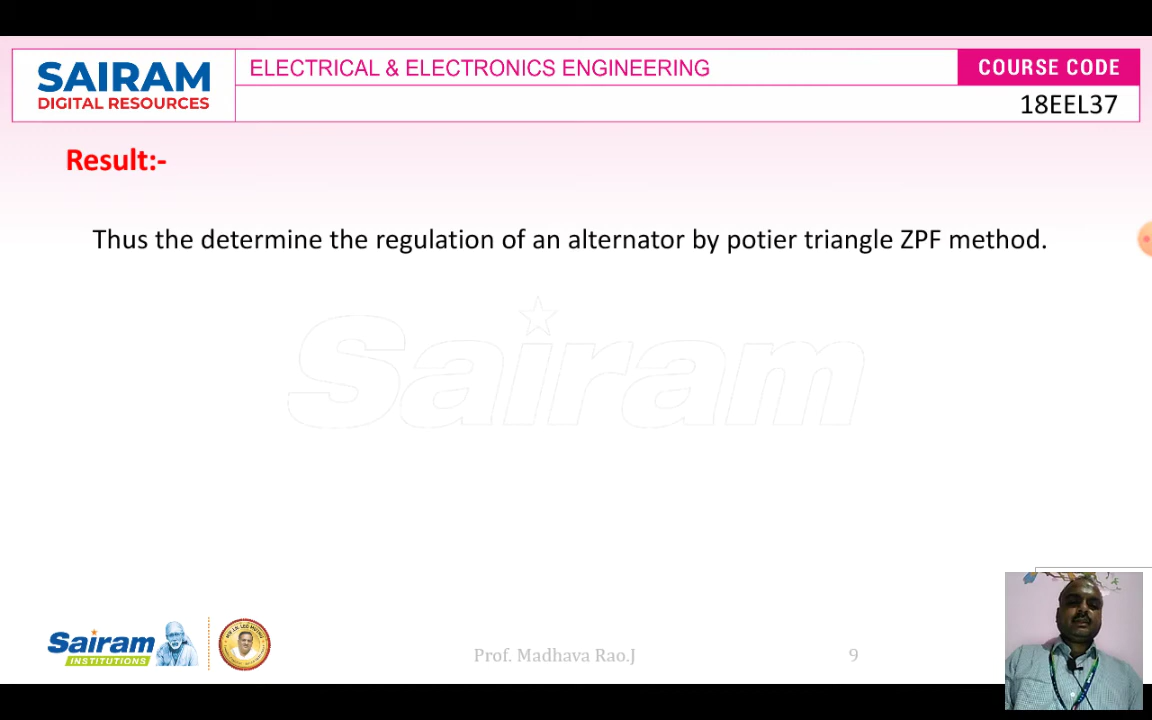 SAIRAM
DIGITAL RESOURCES
ELECTRICAL & ELECTRONICS ENGINEERING
COURSE CODE
18EEL37
Result:-
Thus the determine the regulation of an alternator by potier triangle ZPF method.
Sairam
Sairam
INSTITUTIONS
Prof. Madhava Rao.J
9